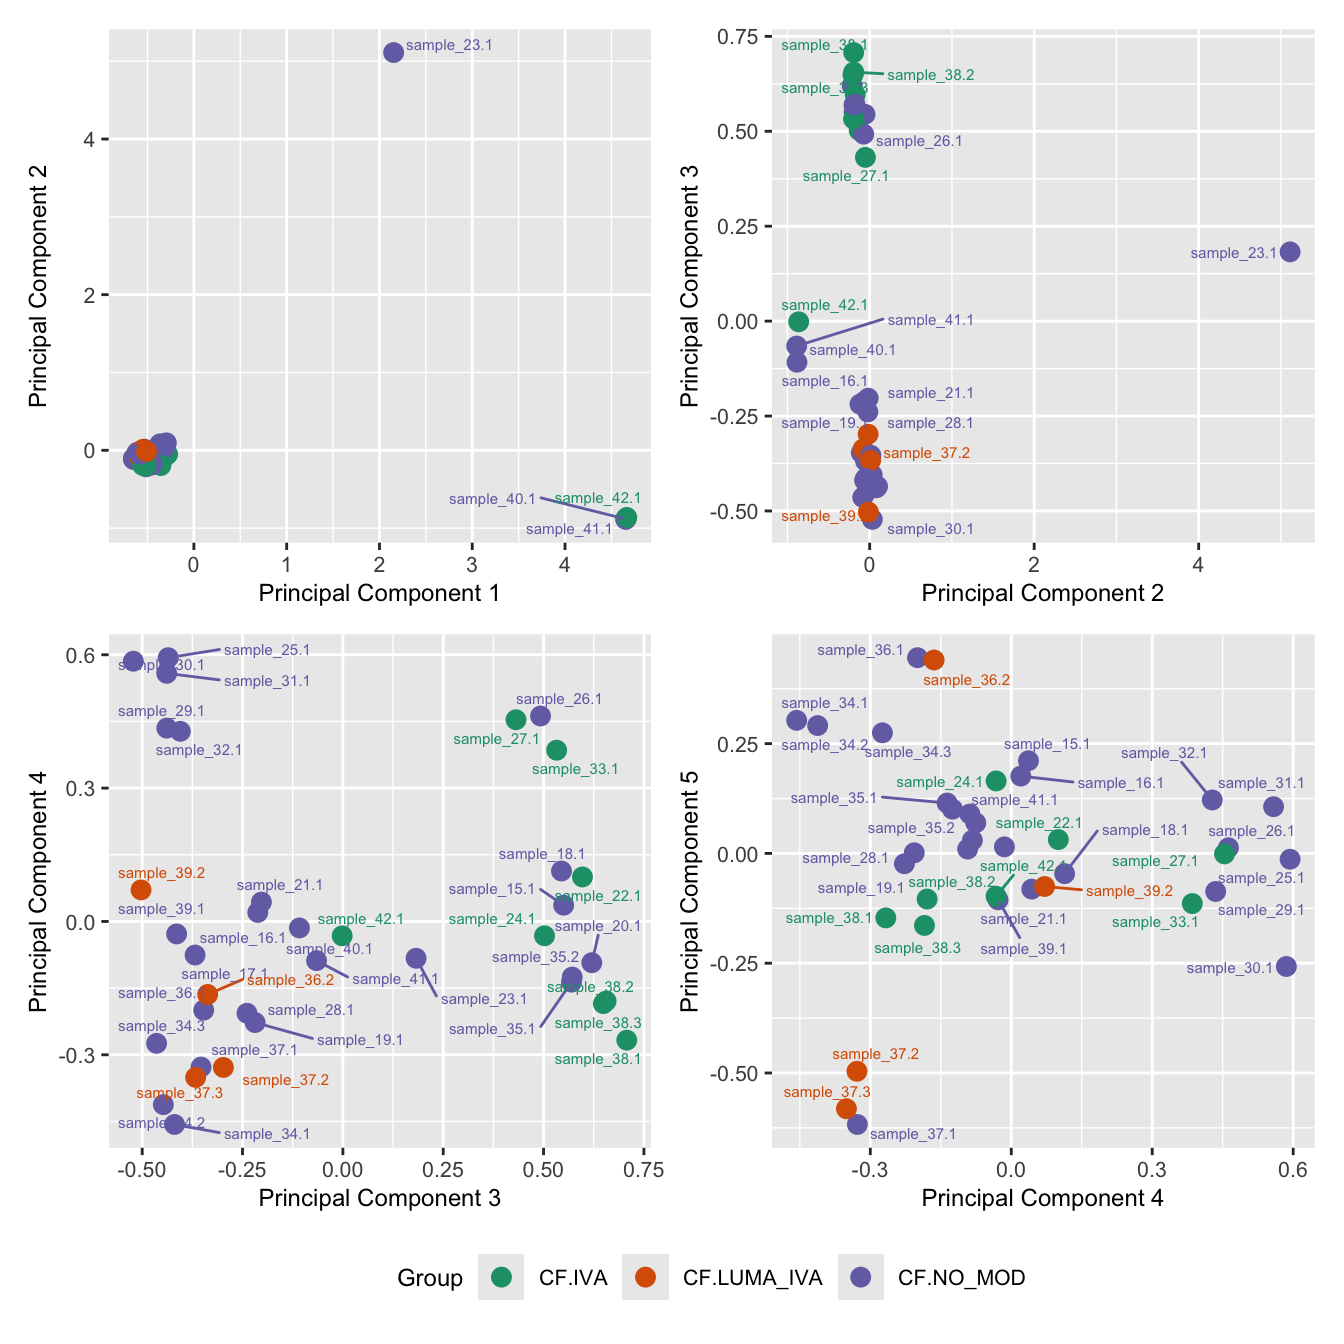 sample_23.1
sample_40.1
sample_42.1
sample_41.1
4
2
0
0
1
2
3
4
Principal Component 1
Principal Component 2
sample_38.2
sample_26.1
sample_27.1
sample_23.1
sample_42.1
sample_41.1
sample_40.1
sample_16.1
sample_21.1
sample_28.1
sample_37.2
sample_30.1
0.75
0.50
0.25
0.00
-0.25
-0.50
0
2
4
Principal Component 2
Principal Component 3
sample_25.1
sample_31.1
sample_29.1
sample_32.1
sample_26.1
sample_27.1
sample_33.1
sample_39.2
sample_21.1
sample_39.1
sample_42.1
sample_16.1
sample_40.1
sample_17.1
sample_36.2
sample_41.1
sample_18.1
sample_15.1
sample_22.1
sample_24.1
sample_20.1
sample_35.2
sample_38.2
sample_23.1
sample_35.1
sample_38.3
sample_38.1
sample_28.1
sample_34.3
sample_19.1
sample_37.1
sample_37.2
sample_37.3
sample_34.1
0.6
0.3
0.0
-0.3
-0.50
-0.25
0.00
0.25
0.50
0.75
Principal Component 3
Principal Component 4
sample_36.1
sample_36.2
sample_34.1
sample_34.2
sample_34.3
sample_15.1
sample_32.1
sample_24.1
sample_16.1
sample_31.1
sample_35.1
sample_41.1
sample_35.2
sample_22.1
sample_18.1
sample_26.1
sample_28.1
sample_42.1
sample_27.1
sample_19.1
sample_38.2
sample_39.2
sample_25.1
sample_38.1
sample_21.1
sample_33.1
sample_29.1
sample_38.3
sample_39.1
sample_30.1
sample_37.2
sample_37.3
sample_37.1
0.25
0.00
-0.25
-0.50
-0.3
0.0
0.3
0.6
Principal Component 4
Principal Component 5
Group
CF.IVA
CF.LUMA_IVA
CF.NO_MOD